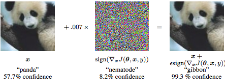 + .007 ×
=
x
"panda"
57.7% confidence
sign(∇ₓJ(θ, x, y))
"nematode"
8.2% confidence
x +
εsign(∇ₓJ(θ, x, y))
"gibbon"
99.3 % confidence